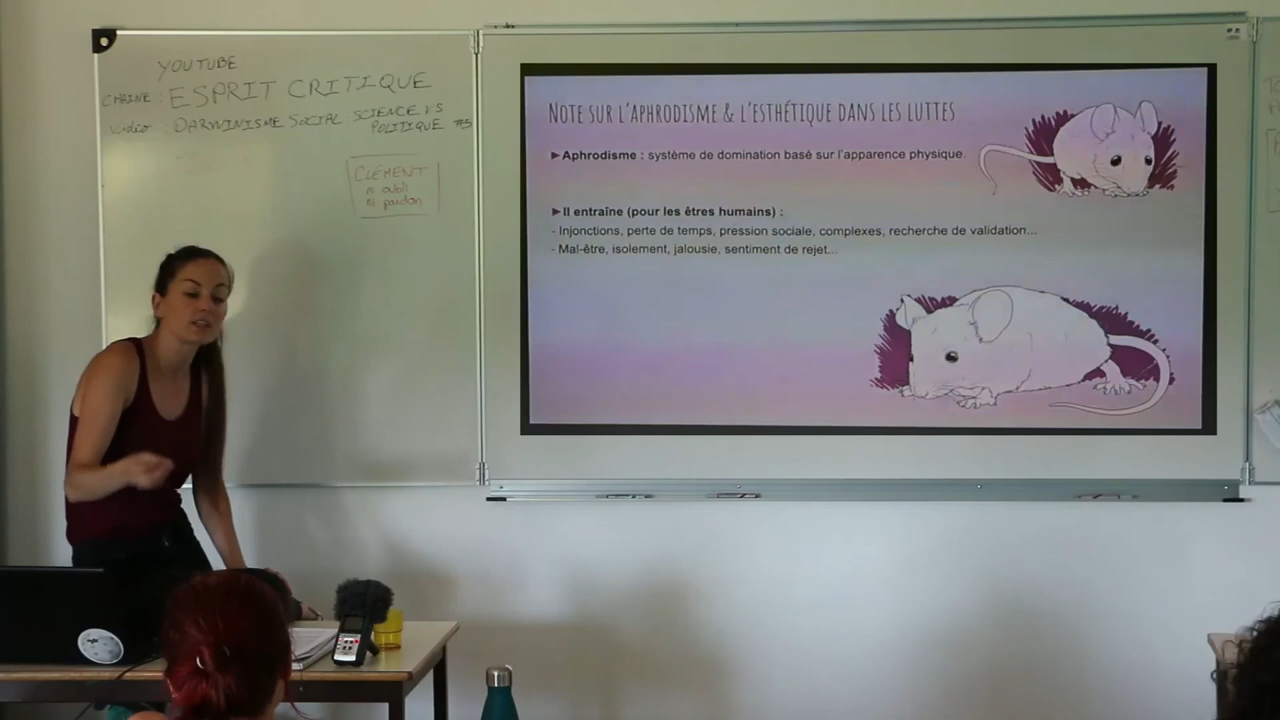 YOUTUBE
CHAINE : ESPRIT CRITIQUE
Vidéo : DARWINISME SOCIAL - SCIENCE VS
POLITIQUE #5
CLÉMENT
ni oubli
ni pardon
NOTE SUR L'APHRODISME & L'ESTHÉTIQUE DANS LES LUTTES
►Aphrodisme : système de domination basé sur l'apparence physique.
►Il entraîne (pour les êtres humains) :
- Injonctions, perte de temps, pression sociale, complexes, recherche de validation...
- Mal-être, isolement, jalousie, sentiment de rejet...